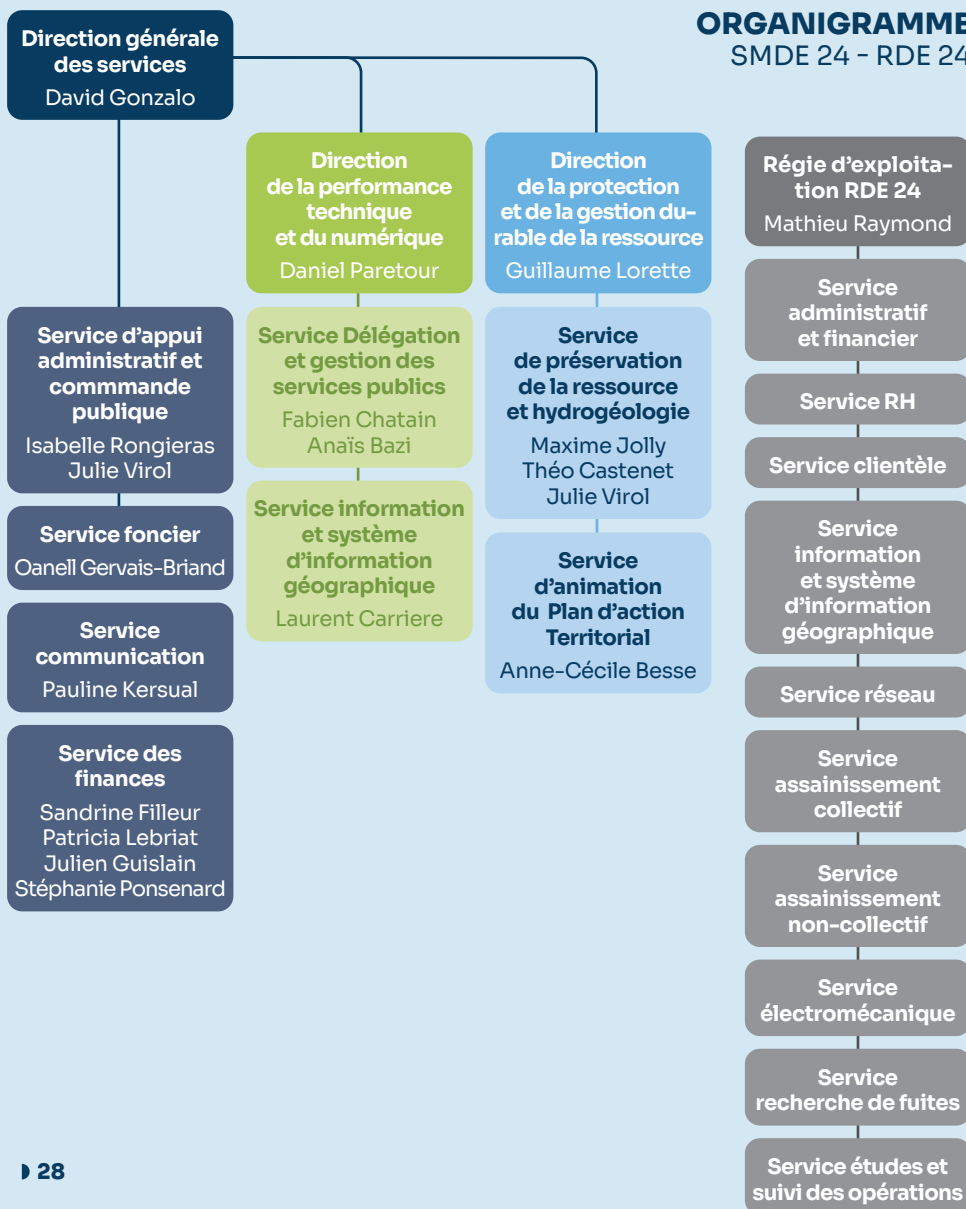 ORGANIGRAMME
SMDE 24 - RDE 24
Direction générale
des services
David Gonzalo
Service d'appui
administratif et
commmande
publique
Isabelle Rongieras
Julie Virol
Service foncier
Oanell Gervais-Briand
Service
communication
Pauline Kersual
Service des
finances
Sandrine Filleur
Patricia Lebriat
Julien Guislain
Stéphanie Ponsenard
Direction
de la performance
technique
et du numérique
Daniel Paretour
Service Délégation
et gestion des
services publics
Fabien Chatain
Anaïs Bazi
Service information
et système
d'information
géographique
Laurent Carriere
Direction
de la protection
et de la gestion du-
rable de la ressource
Guillaume Lorette
Service
de préservation
de la ressource
et hydrogéologie
Maxime Jolly
Théo Castenet
Julie Virol
Service
d'animation
du Plan d'action
Territorial
Anne-Cécile Besse
Régie d'exploita-
tion RDE 24
Mathieu Raymond
Service
administratif
et financier
Service RH
Service clientèle
Service
information
et système
d'information
géographique
Service réseau
Service
assainissement
collectif
Service
assainissement
non-collectif
Service
électromécanique
Service
recherche de fuites
Service études et
suivi des opérations
28